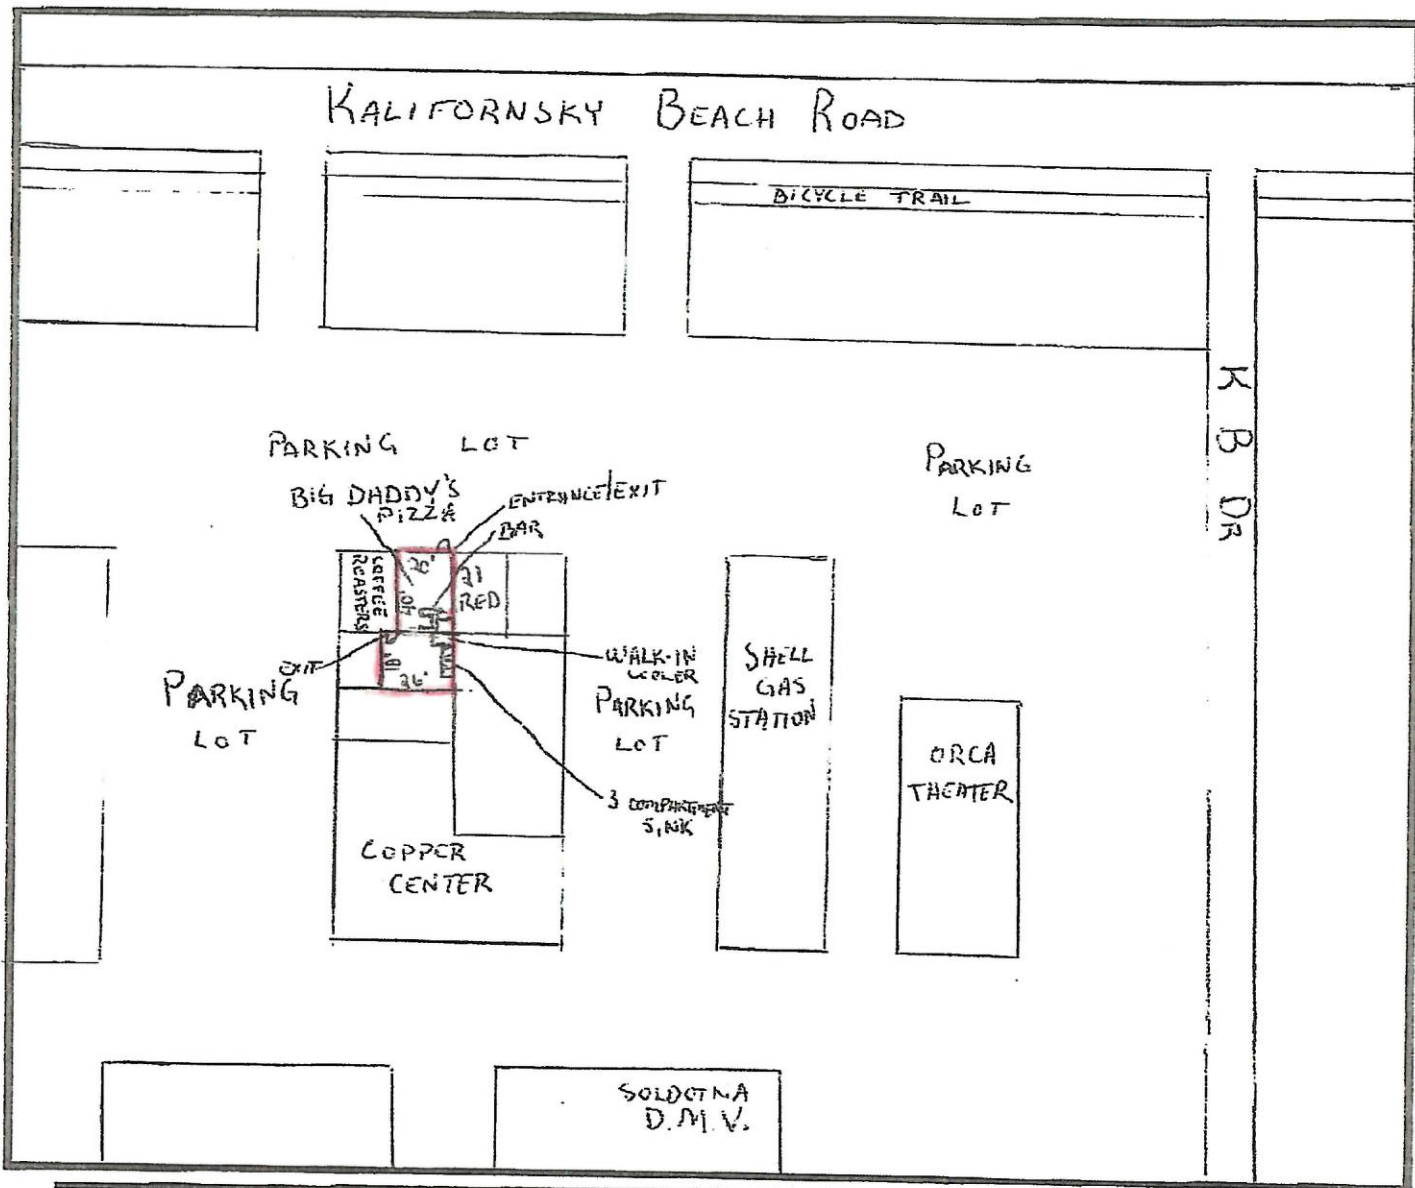 KALIFORNSKY BEACH ROAD
BICYCLE TRAIL
K B DR
PARKING LOT
BIG DADDY'S
PIZZA
ENTRANCE/EXIT
BAR
PARKING
LOT
COFFEE
ROASTERS
20'
40'
21
RED
EXIT
18'
26'
WALK-IN
COOLER
PARKING
LOT
PARKING
LOT
SHELL
GAS
STATION
ORCA
THEATER
3 COMPARTMENT
SINK
COPPER
CENTER
SOLDOTNA
D.M.V.